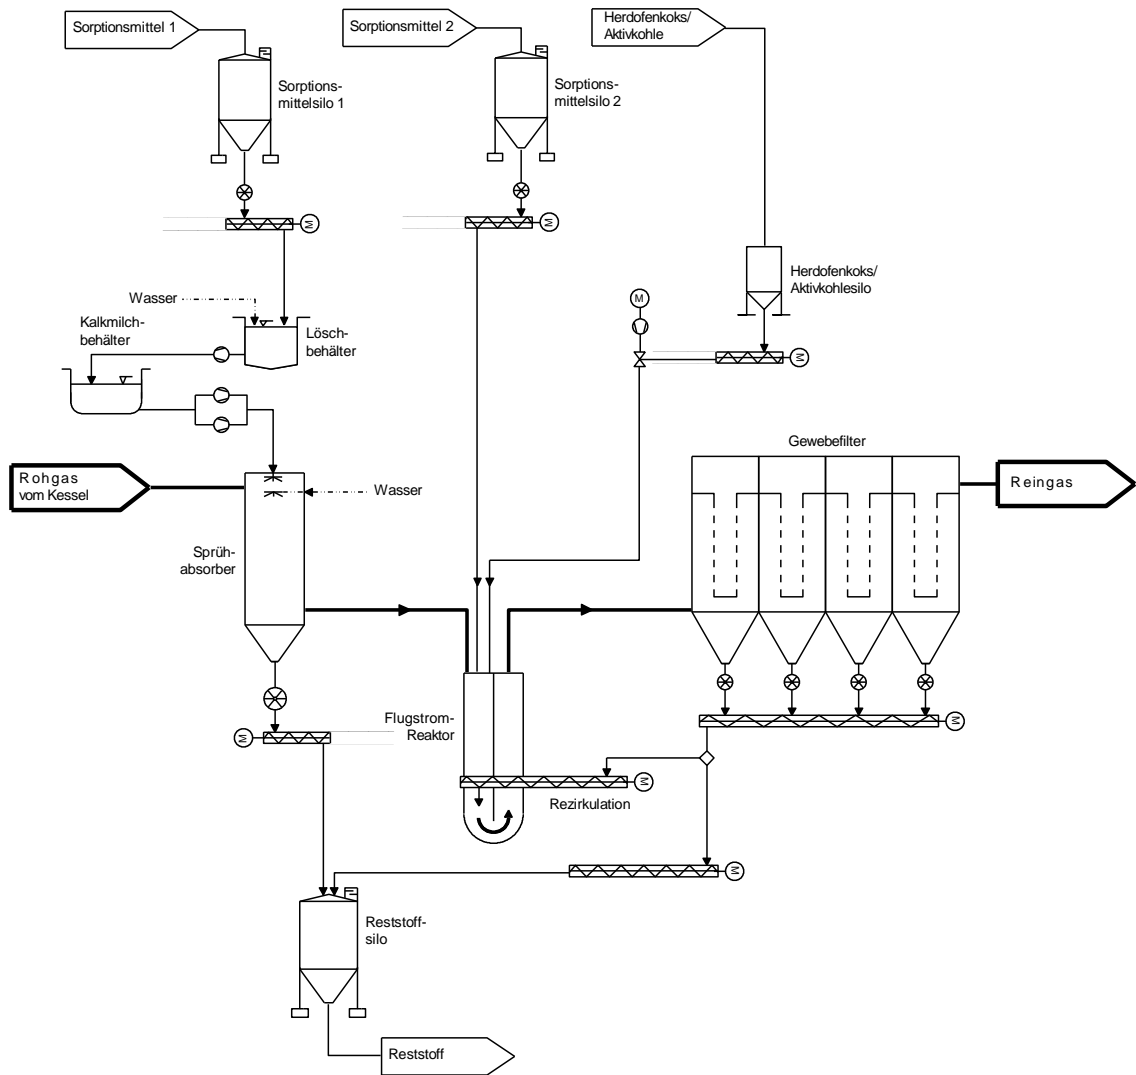 Sorptionsmittel 1
Sorptionsmittel 2
Herdofenkoks/
Aktivkohle
Sorptions-
mittelsilo 1
Sorptions-
mittelsilo 2
M
M
Herdofenkoks/
Aktivkohlesilo
Wasser
M
Kalkmilch-
behälter
Lösch-
behälter
M
Gewebefilter
Rohgas
vom Kessel
Wasser
Reingas
Sprüh-
absorber
Flugstrom-
Reaktor
M
M
M
Rezirkulation
M
Reststoff-
silo
Reststoff